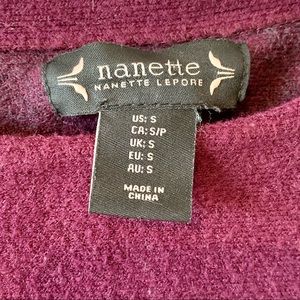 nanette
NANETTE LEPORE
US: S
CA: S/P
UK: S
EU: S
AU: S
MADE IN
CHINA